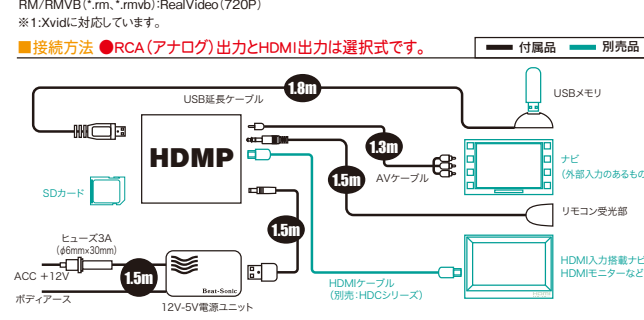 RM/RMVB(*.rm、*.rmvb):RealVideo(720P)
※1:Xvidに対応しています。
■接続方法 ●RCA(アナログ)出力とHDMI出力は選択式です。
付属品 別売品
1.8m
USBメモリ
USB延長ケーブル
HDMP
1.3m
ナビ
(外部入力のあるもの
AVケーブル
1.5m
SDカード
リモコン受光部
1.5m
ヒューズ3A
(φ6mm×30mm)
HDMI入力搭載ナビ
HDMIモニターなど
ACC +12V
1.5m
HDMIケーブル
(別売:HDCシリーズ)
Beat-Sonic
ボディアース
12V-5V電源ユニット